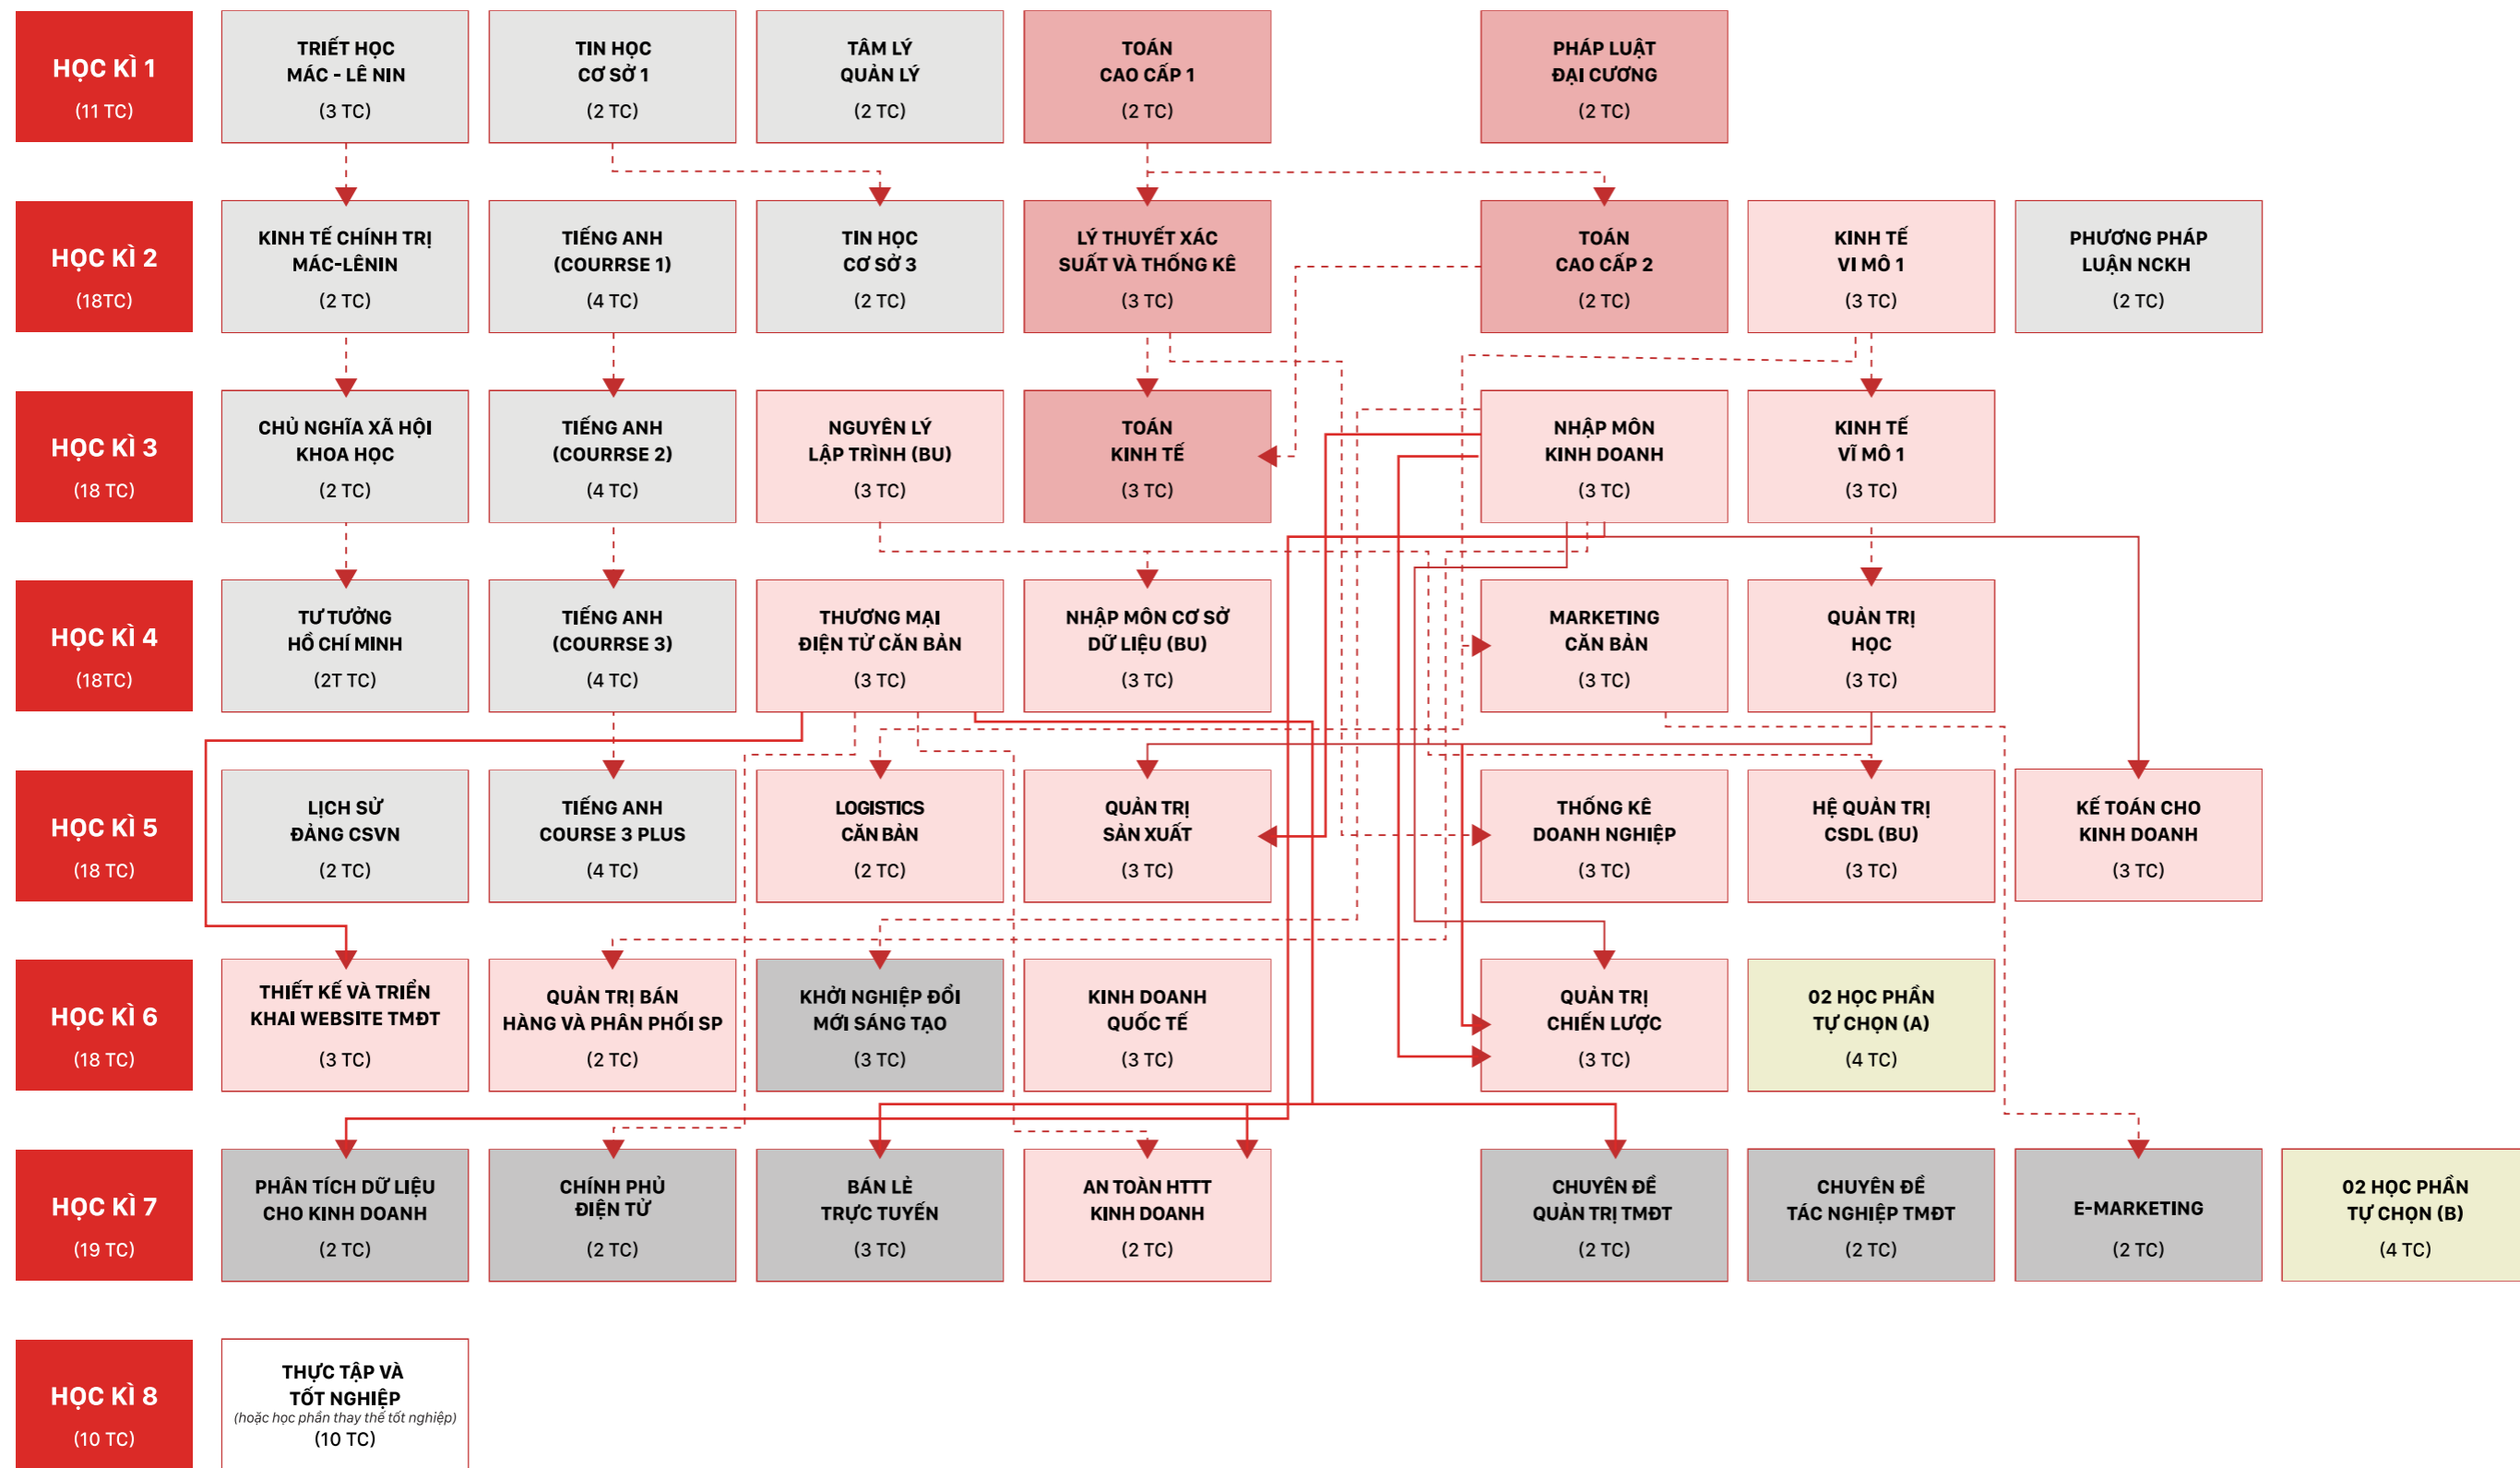 HỌC KÌ 1
(11 TC)
TRIẾT HỌC
MÁC - LÊ NIN
(3 TC)
TIN HỌC
CƠ SỞ 1
(2 TC)
TÂM LÝ
QUẢN LÝ
(2 TC)
TOÁN
CAO CẤP 1
(2 TC)
PHÁP LUẬT
ĐẠI CƯƠNG
(2 TC)
HỌC KÌ 2
(18TC)
KINH TẾ CHÍNH TRỊ
MÁC-LÊNIN
(2 TC)
TIẾNG ANH
(COURRSE 1)
(4 TC)
TIN HỌC
CƠ SỞ 3
(2 TC)
LÝ THUYẾT XÁC
SUẤT VÀ THỐNG KÊ
(3 TC)
TOÁN
CAO CẤP 2
(2 TC)
KINH TẾ
VI MÔ 1
(3 TC)
PHƯƠNG PHÁP
LUẬN NCKH
(2 TC)
HỌC KÌ 3
(18 TC)
CHỦ NGHĨA XÃ HỘI
KHOA HỌC
(2 TC)
TIẾNG ANH
(COURRSE 2)
(4 TC)
NGUYÊN LÝ
LẬP TRÌNH (BU)
(3 TC)
TOÁN
KINH TẾ
(3 TC)
NHẬP MÔN
KINH DOANH
(3 TC)
KINH TẾ
VĨ MÔ 1
(3 TC)
HỌC KÌ 4
(18TC)
TƯ TƯỞNG
HỒ CHÍ MINH
(2T TC)
TIẾNG ANH
(COURRSE 3)
(4 TC)
THƯƠNG MẠI
ĐIỆN TỬ CĂN BẢN
(3 TC)
NHẬP MÔN CƠ SỞ
DỮ LIỆU (BU)
(3 TC)
MARKETING
CĂN BẢN
(3 TC)
QUẢN TRỊ
HỌC
(3 TC)
HỌC KÌ 5
(18 TC)
LỊCH SỬ
ĐẢNG CSVN
(2 TC)
TIẾNG ANH
COURSE 3 PLUS
(4 TC)
LOGISTICS
CĂN BẢN
(2 TC)
QUẢN TRỊ
SẢN XUẤT
(3 TC)
THỐNG KÊ
DOANH NGHIỆP
(3 TC)
HỆ QUẢN TRỊ
CSDL (BU)
(3 TC)
KẾ TOÁN CHO
KINH DOANH
(3 TC)
HỌC KÌ 6
(18 TC)
THIẾT KẾ VÀ TRIỂN
KHAI WEBSITE TMĐT
(3 TC)
QUẢN TRỊ BÁN
HÀNG VÀ PHÂN PHỐI SP
(2 TC)
KHỞI NGHIỆP ĐỔI
MỚI SÁNG TẠO
(3 TC)
KINH DOANH
QUỐC TẾ
(3 TC)
QUẢN TRỊ
CHIẾN LƯỢC
(3 TC)
02 HỌC PHẦN
TỰ CHỌN (A)
(4 TC)
HỌC KÌ 7
(19 TC)
PHÂN TÍCH DỮ LIỆU
CHO KINH DOANH
(2 TC)
CHÍNH PHỦ
ĐIỆN TỬ
(2 TC)
BÁN LẺ
TRỰC TUYẾN
(3 TC)
AN TOÀN HTTT
KINH DOANH
(2 TC)
CHUYÊN ĐỀ
QUẢN TRỊ TMĐT
(2 TC)
CHUYÊN ĐỀ
TÁC NGHIỆP TMĐT
(2 TC)
E-MARKETING
(2 TC)
02 HỌC PHẦN
TỰ CHỌN (B)
(4 TC)
HỌC KÌ 8
(10 TC)
THỰC TẬP VÀ
TỐT NGHIỆP
(hoặc học phần thay thế tốt nghiệp)
(10 TC)